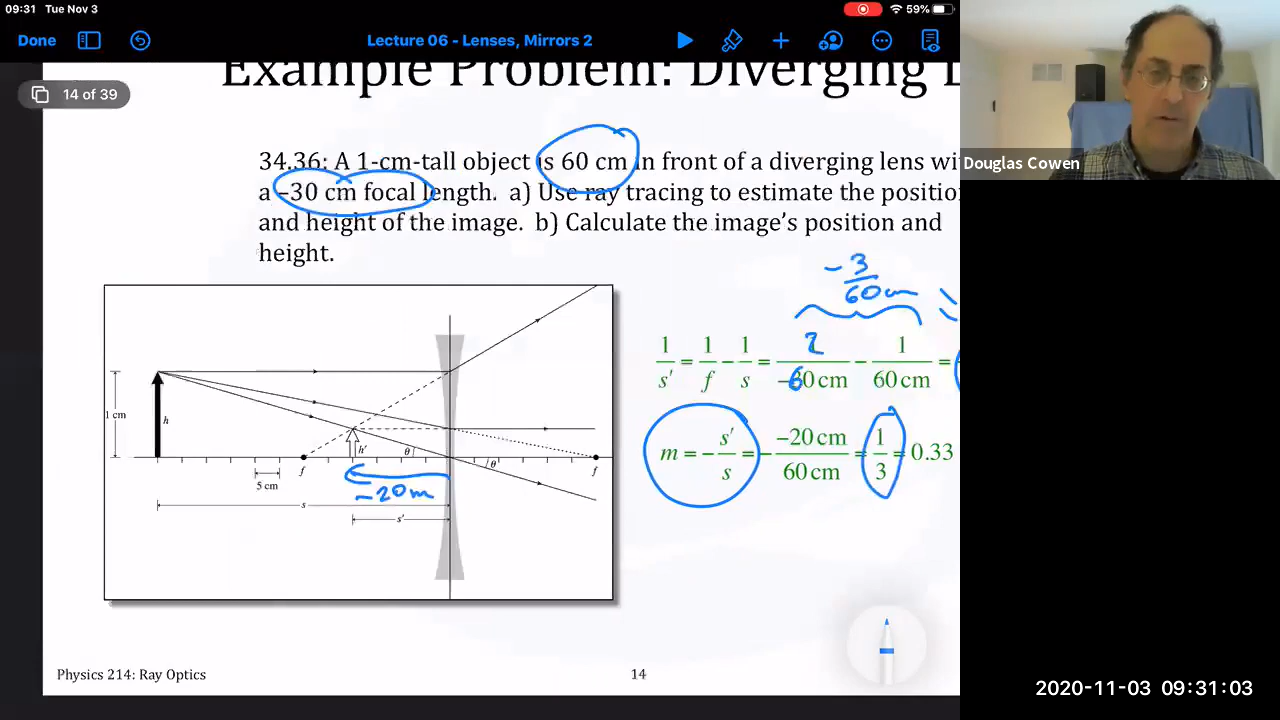 09:31 Tue Nov 3
59%
Done
Lecture 06 - Lenses, Mirrors 2
14 of 39
Example Problem: Diverging L
Douglas Cowen
34.36: A 1-cm-tall object is 60 cm in front of a diverging lens wi
a –30 cm focal length. a) Use ray tracing to estimate the position
and height of the image. b) Calculate the image's position and
height.
1 cm
h
f
h'
θ
θ'
f
5 cm
-20 m
s
s'
- 3/60 cm
1/s' = 1/f − 1/s = 2/-60 cm − 1/60 cm =
m = − s'/s = − −20 cm/60 cm = 1/3 = 0.33
Physics 214: Ray Optics
14
2020-11-03 09:31:03